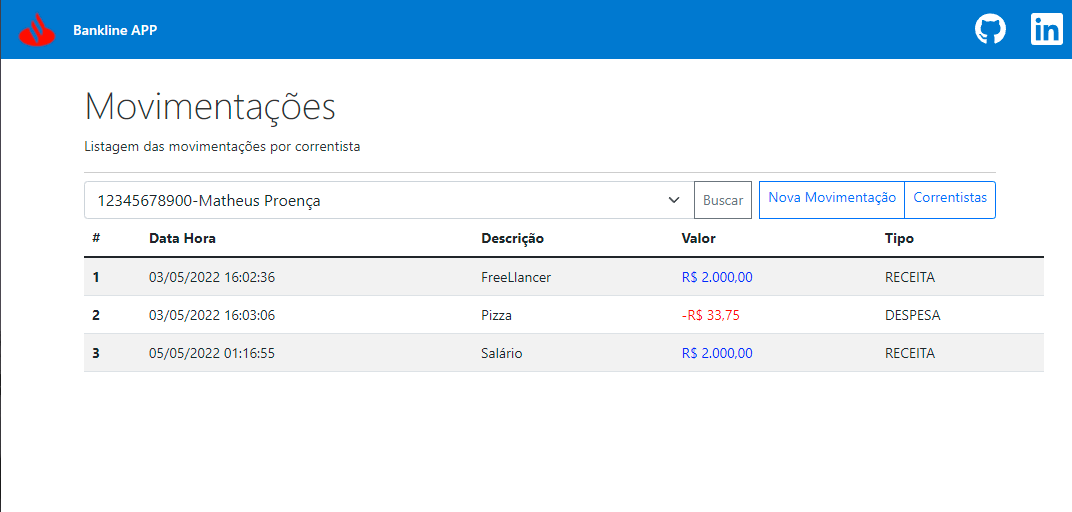 Bankline APP
in
Movimentações
Listagem das movimentações por correntista
12345678900-Matheus Proença Buscar Nova Movimentação Correntistas
# Data Hora Descrição Valor Tipo
1 03/05/2022 16:02:36 FreeLlancer R$ 2.000,00 RECEITA
2 03/05/2022 16:03:06 Pizza -R$ 33,75 DESPESA
3 05/05/2022 01:16:55 Salário R$ 2.000,00 RECEITA